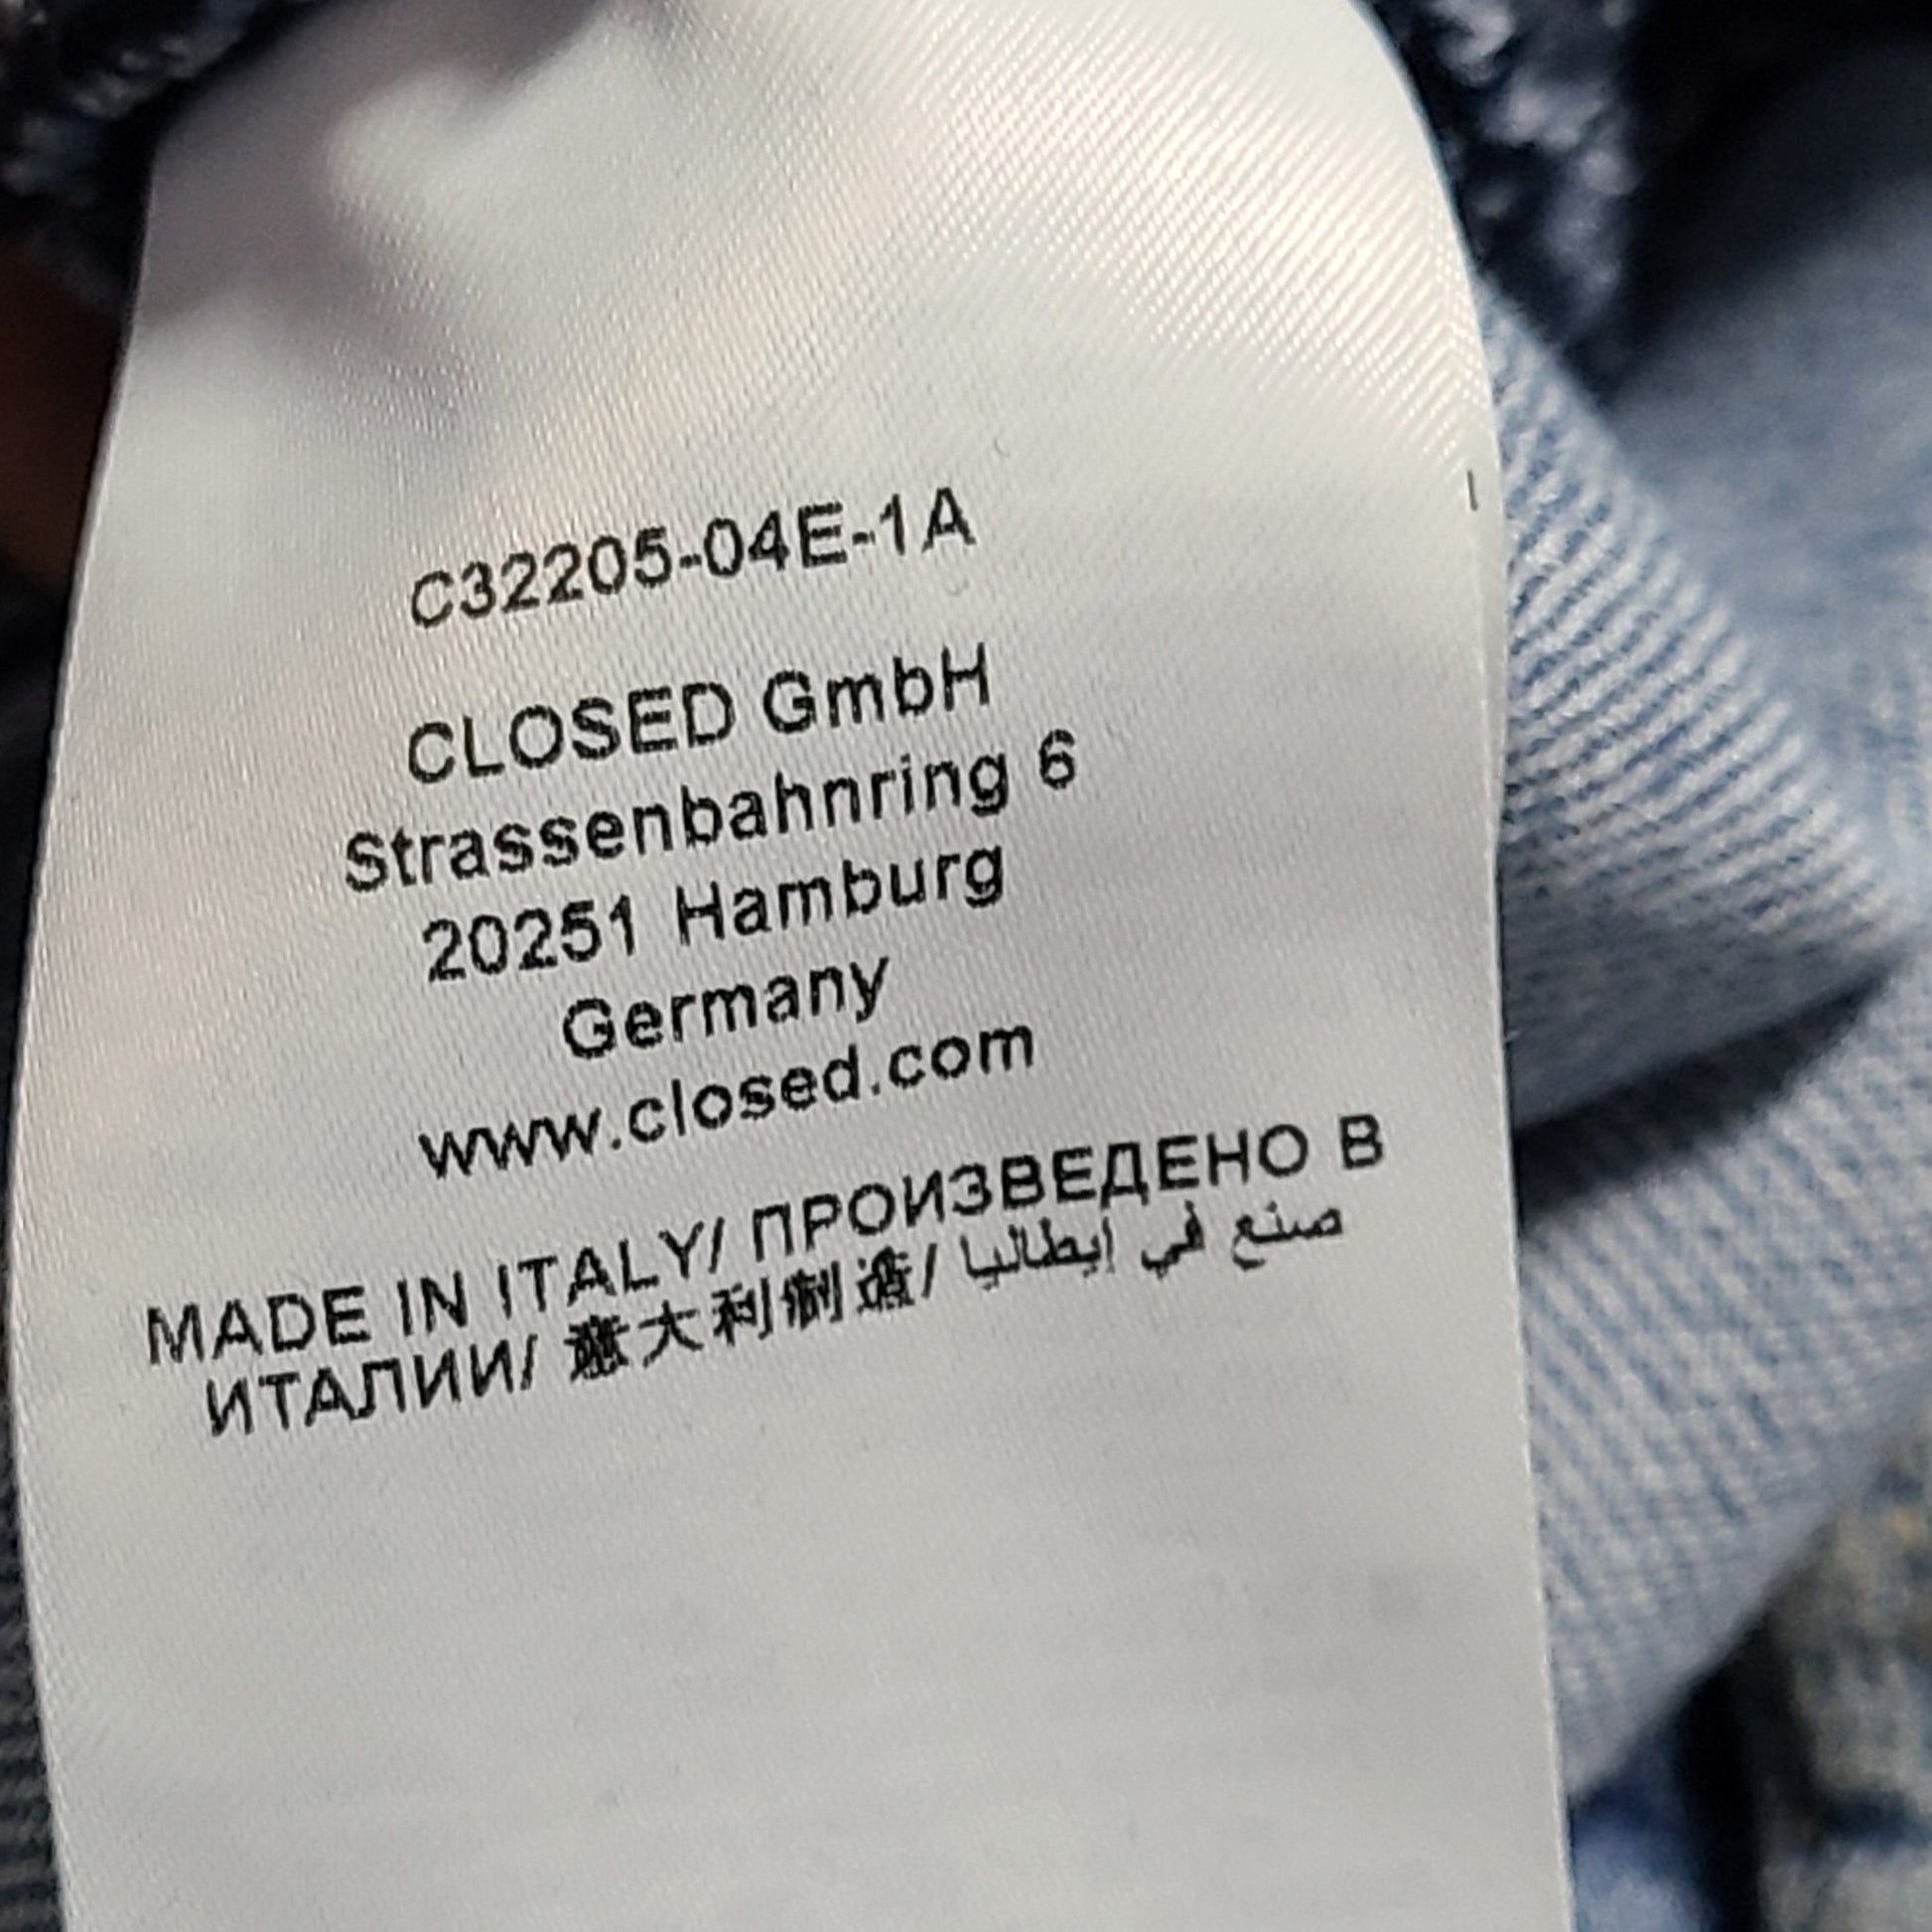 C32205-04E-1A
CLOSED GmbH
Strassenbahnring 6
20251 Hamburg
Germany
www.closed.com
MADE IN ITALY/ ПРОИЗВЕДЕНО В
ИТАЛИИ/ 意大利制造/ صنع في إيطاليا